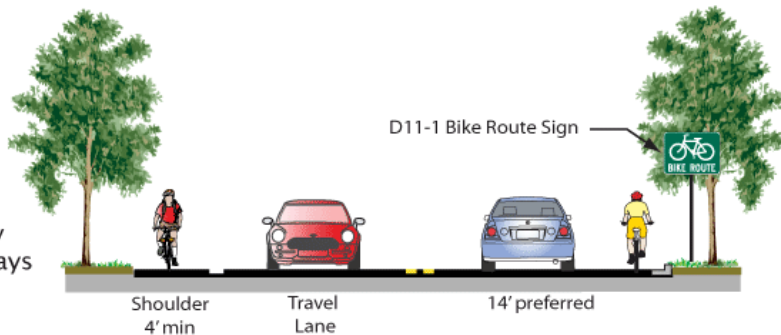 D11-1 Bike Route Sign
BIKE ROUTE
ays
Shoulder
4' min
Travel
Lane
14' preferred